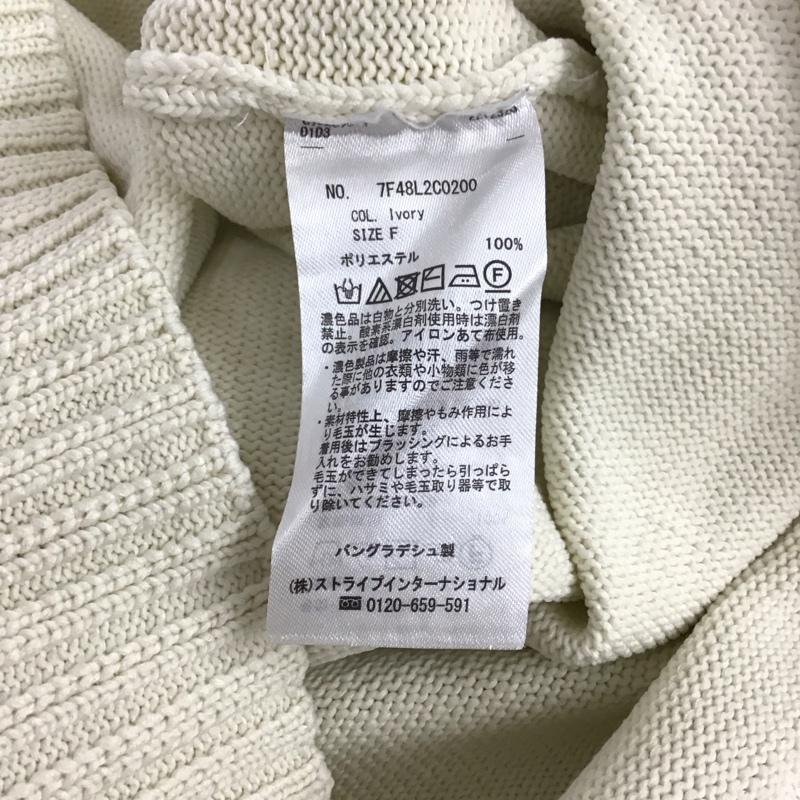 01D3
NO. 7F48L2C0200
COL. Ivory
SIZE F
100%
ポリエステル
F
濃色品は白物と分別洗い。つけ置き
禁止。酸素系漂白剤使用時は漂白剤
の表示を確認。アイロンあて布使用。
・濃色製品は摩擦や汗、雨等で濡れ
た際に他の衣類や小物類に色が移
る事がありますのでご注意くださ
い。
・素材特性上、摩擦やもみ作用によ
り毛玉が生じます。
着用後はブラッシングによるお手
入れをお勧めします。
毛玉ができてしまったら引っぱら
ずに、ハサミや毛玉取り器等で取
り除いてください。
バングラデシュ製
(株)ストライプインターナショナル
0120-659-591